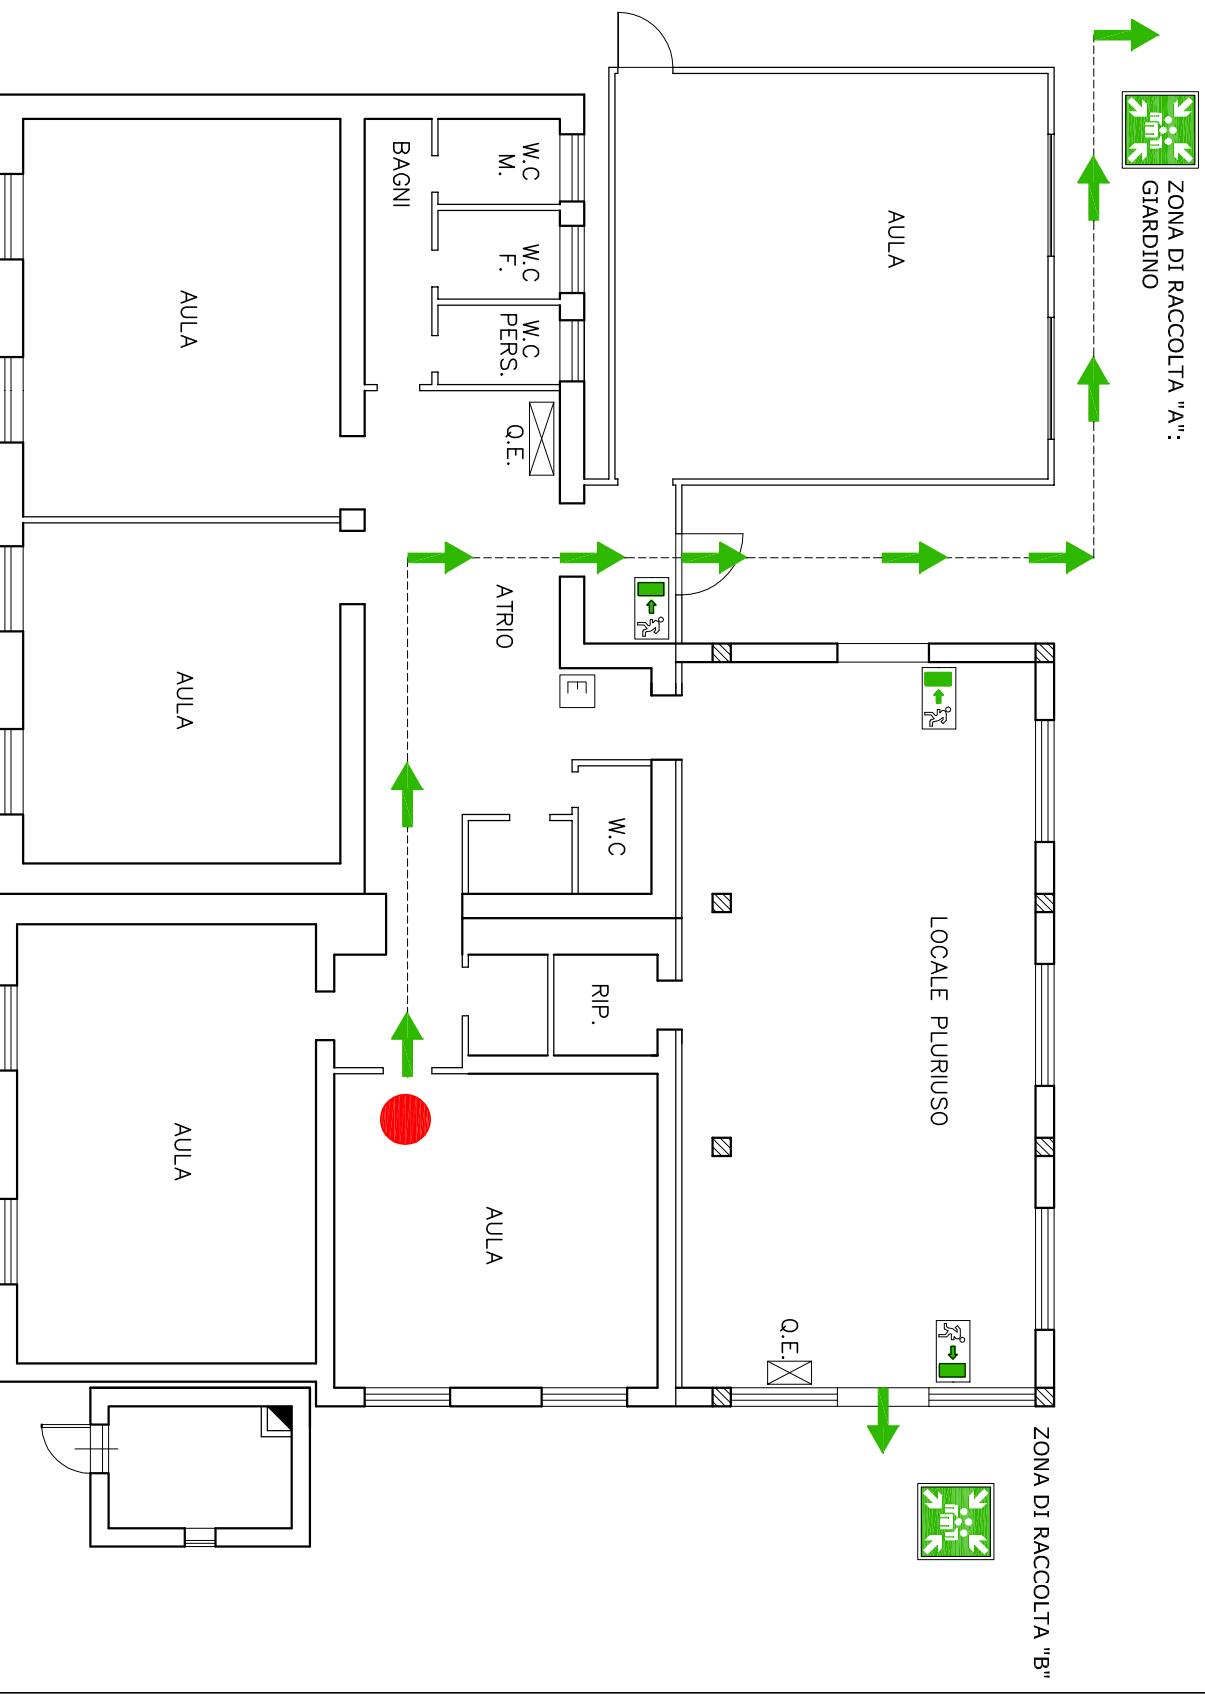 ZONA DI RACCOLTA "A":
GIARDINO
ZONA DI RACCOLTA "B"
AULA
LOCALE PLURIUSO
Q.E.
W.C
M.
W.C
F.
W.C
PERS.
Q.E.
ATRIO
E
W.C
RIP.
AULA
BAGNI
AULA
AULA
AULA